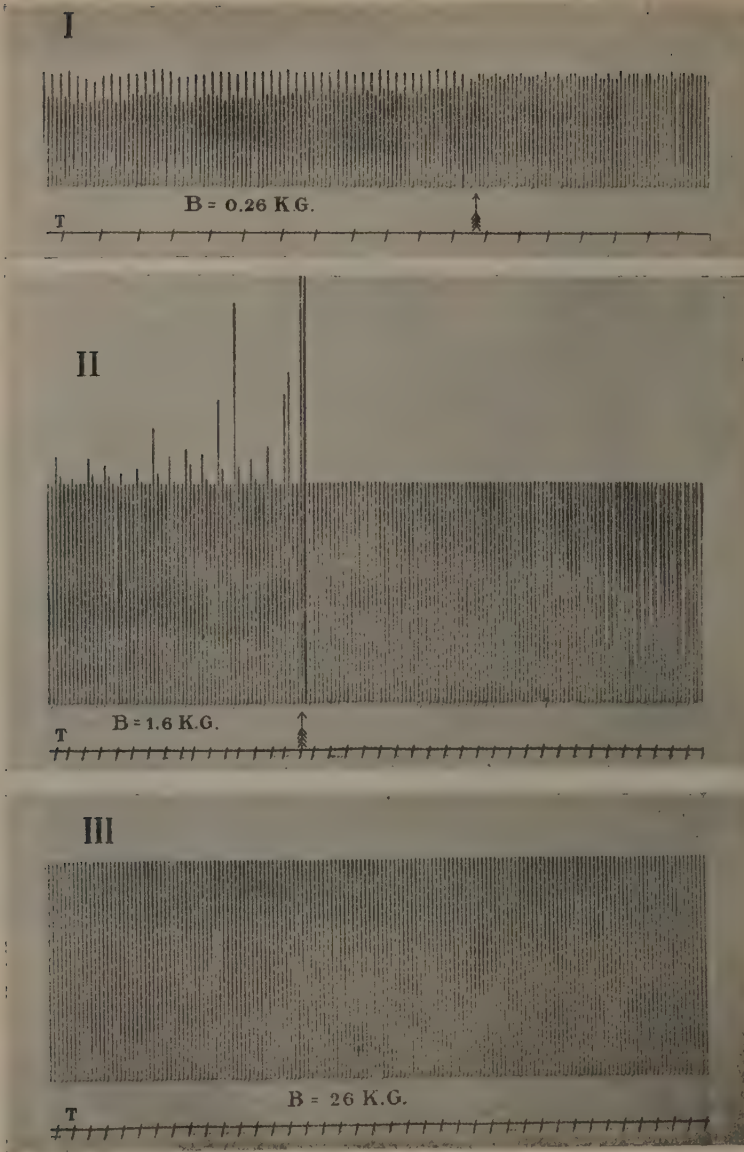 I
B = 0.26 K.G.
T
II
B = 1.6 K.G.
T
III
B = 26 K.G.
T